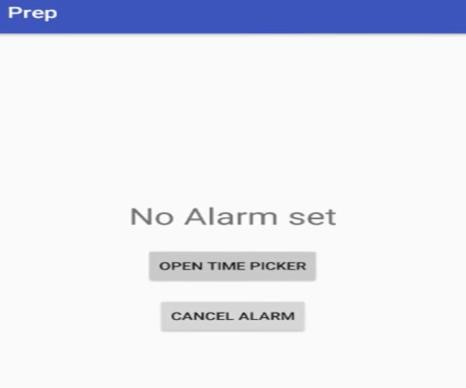 Prep
No Alarm set
OPEN TIME PICKER
CANCEL ALARM